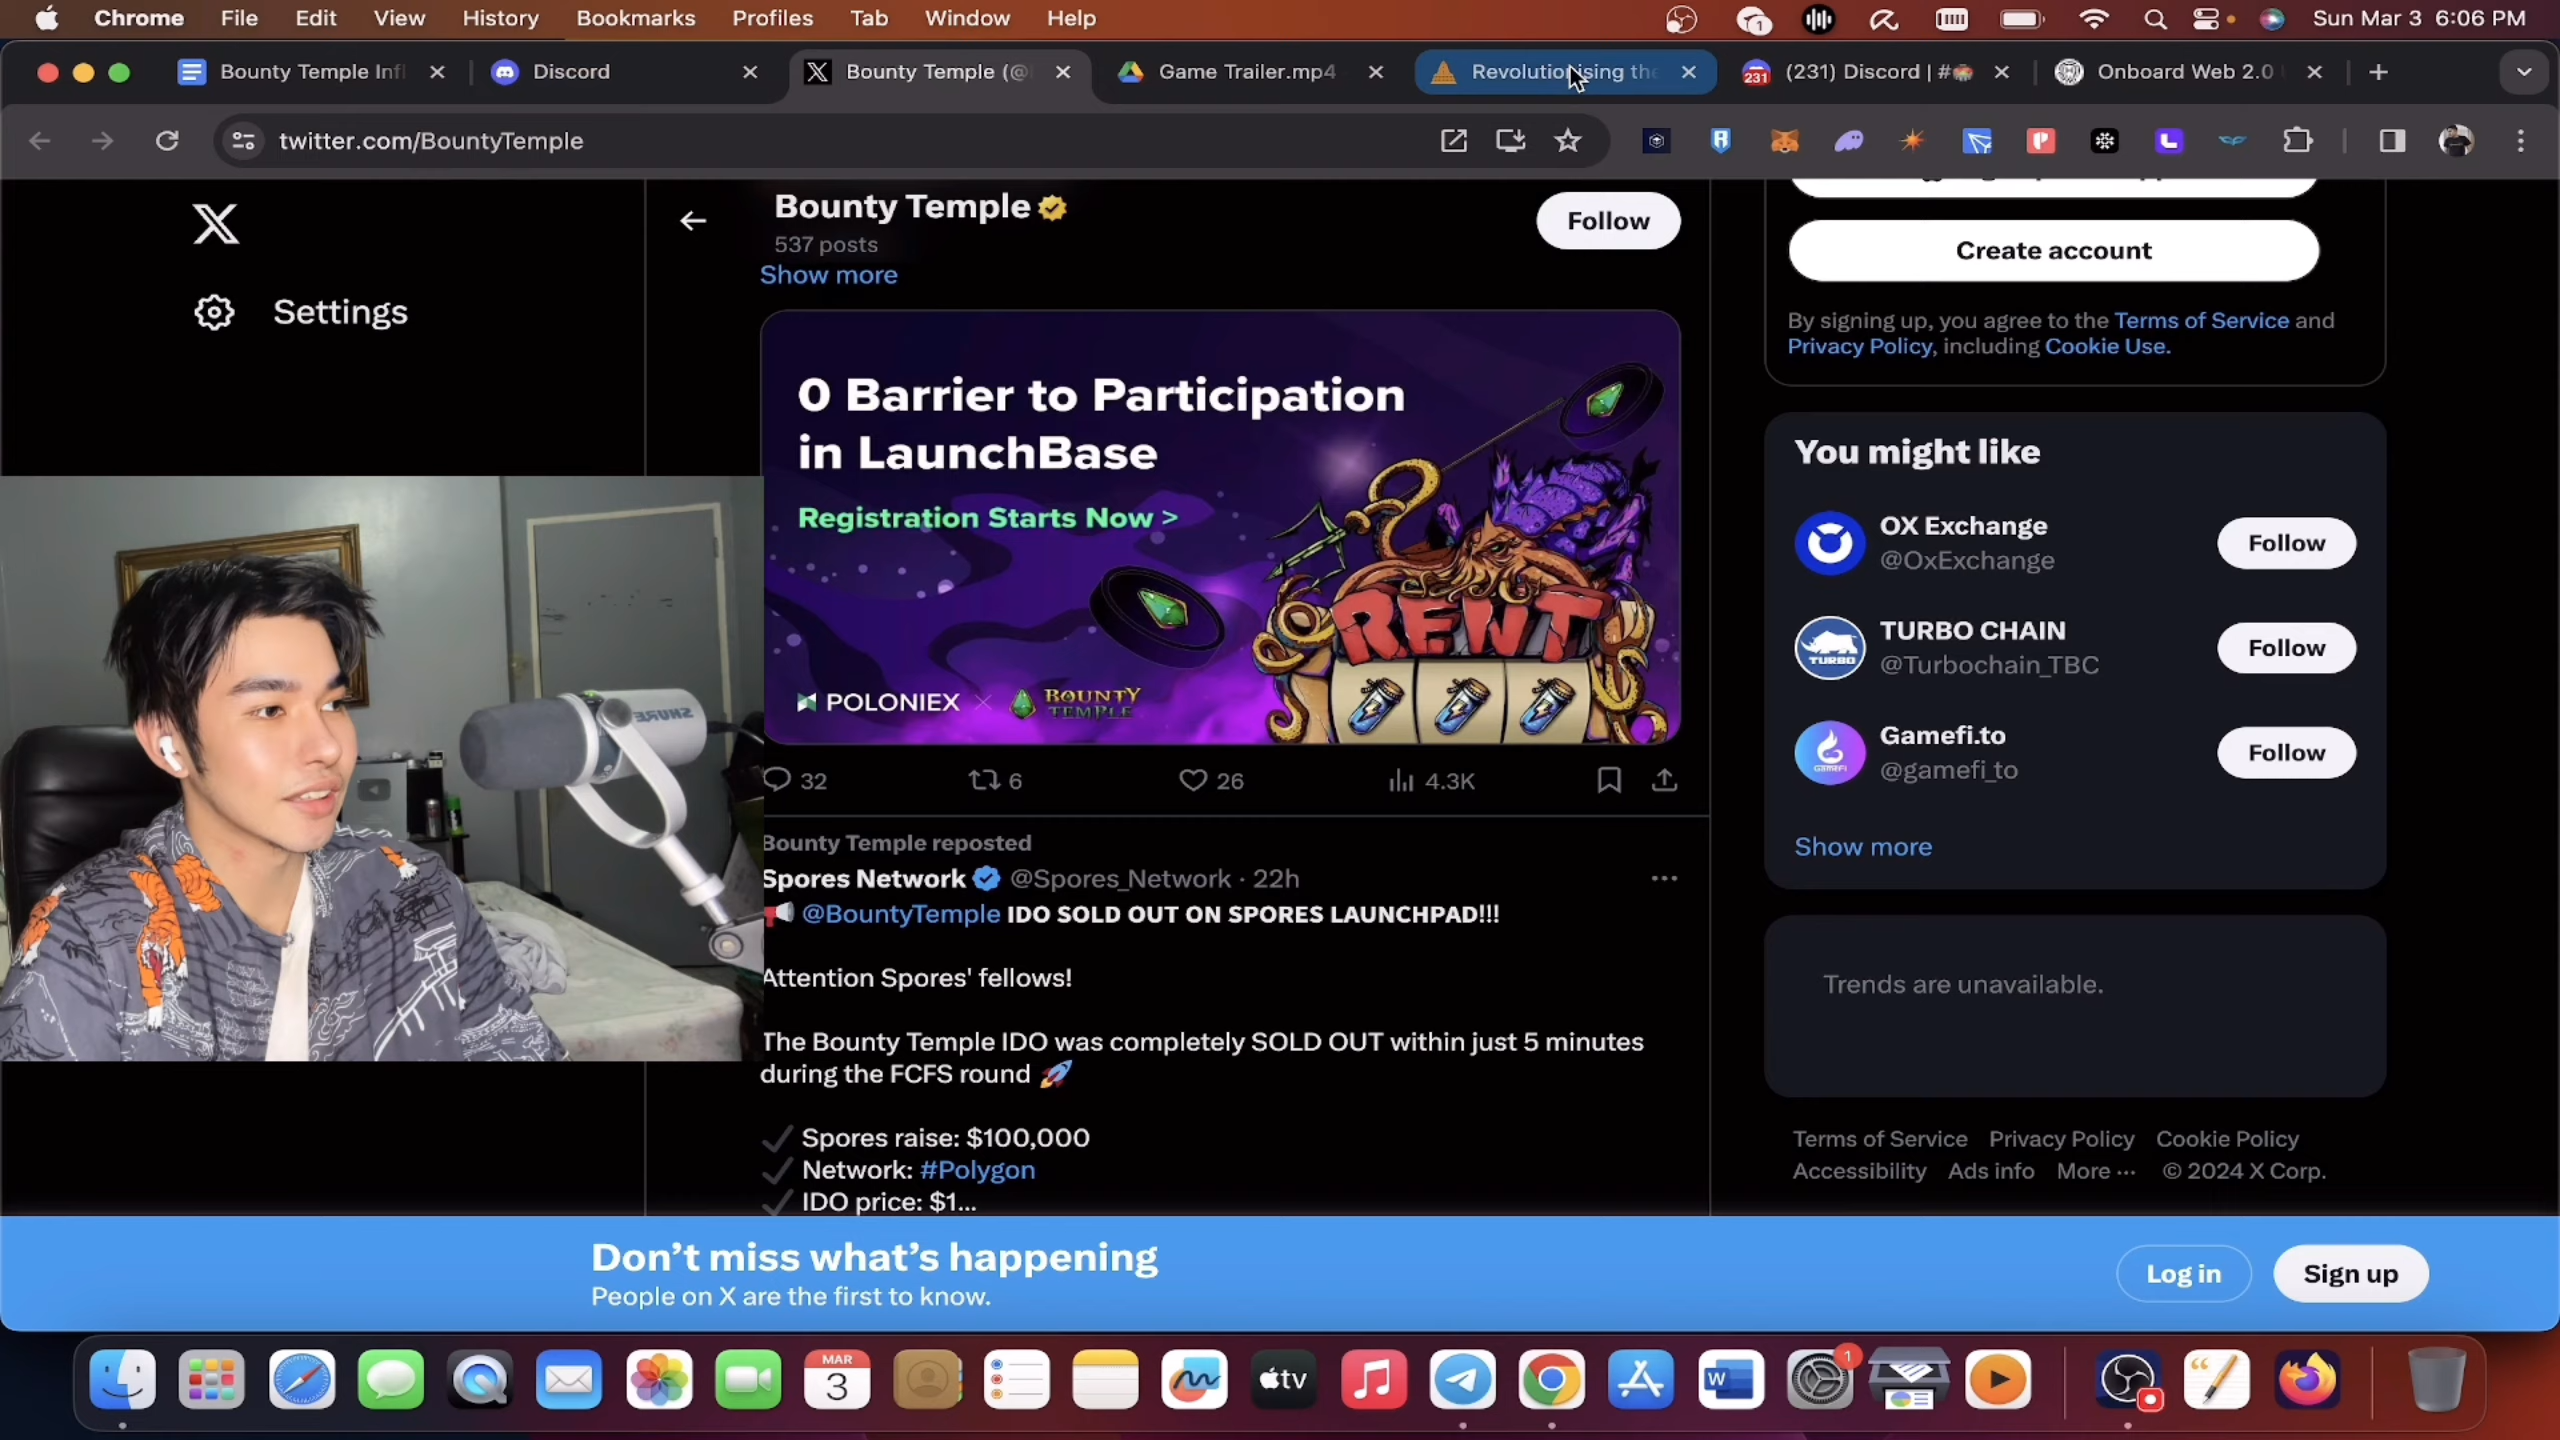 Chrome File Edit View History Bookmarks Profiles Tab Window Help
1
Sun Mar 3 6:06 PM
Bounty Temple Infl
Discord
Bounty Temple (@
Game Trailer.mp4
Revolutionising the
231
(231) Discord | #
Onboard Web 2.0
twitter.com/BountyTemple
Settings
Bounty Temple
537 posts
Follow
Show more
0 Barrier to Participation
in LaunchBase
Registration Starts Now >
RENT
POLONIEX × BOUNTY
TEMPLE
32 6 26 4.3K
SHURE
Bounty Temple reposted
Spores Network @Spores_Network · 22h
@BountyTemple IDO SOLD OUT ON SPORES LAUNCHPAD!!!
Attention Spores' fellows!
The Bounty Temple IDO was completely SOLD OUT within just 5 minutes
during the FCFS round
Spores raise: $100,000
Network: #Polygon
IDO price: $1...
Create account
By signing up, you agree to the Terms of Service and
Privacy Policy, including Cookie Use.
You might like
OX Exchange
@OxExchange
Follow
TURBO
TURBO CHAIN
@Turbochain_TBC
Follow
GAMEFI
Gamefi.to
@gamefi_to
Follow
Show more
Trends are unavailable.
Terms of Service Privacy Policy Cookie Policy
Accessibility Ads info More ··· © 2024 X Corp.
Don't miss what's happening
People on X are the first to know.
Log in
Sign up
MAR
3
tv
W
1